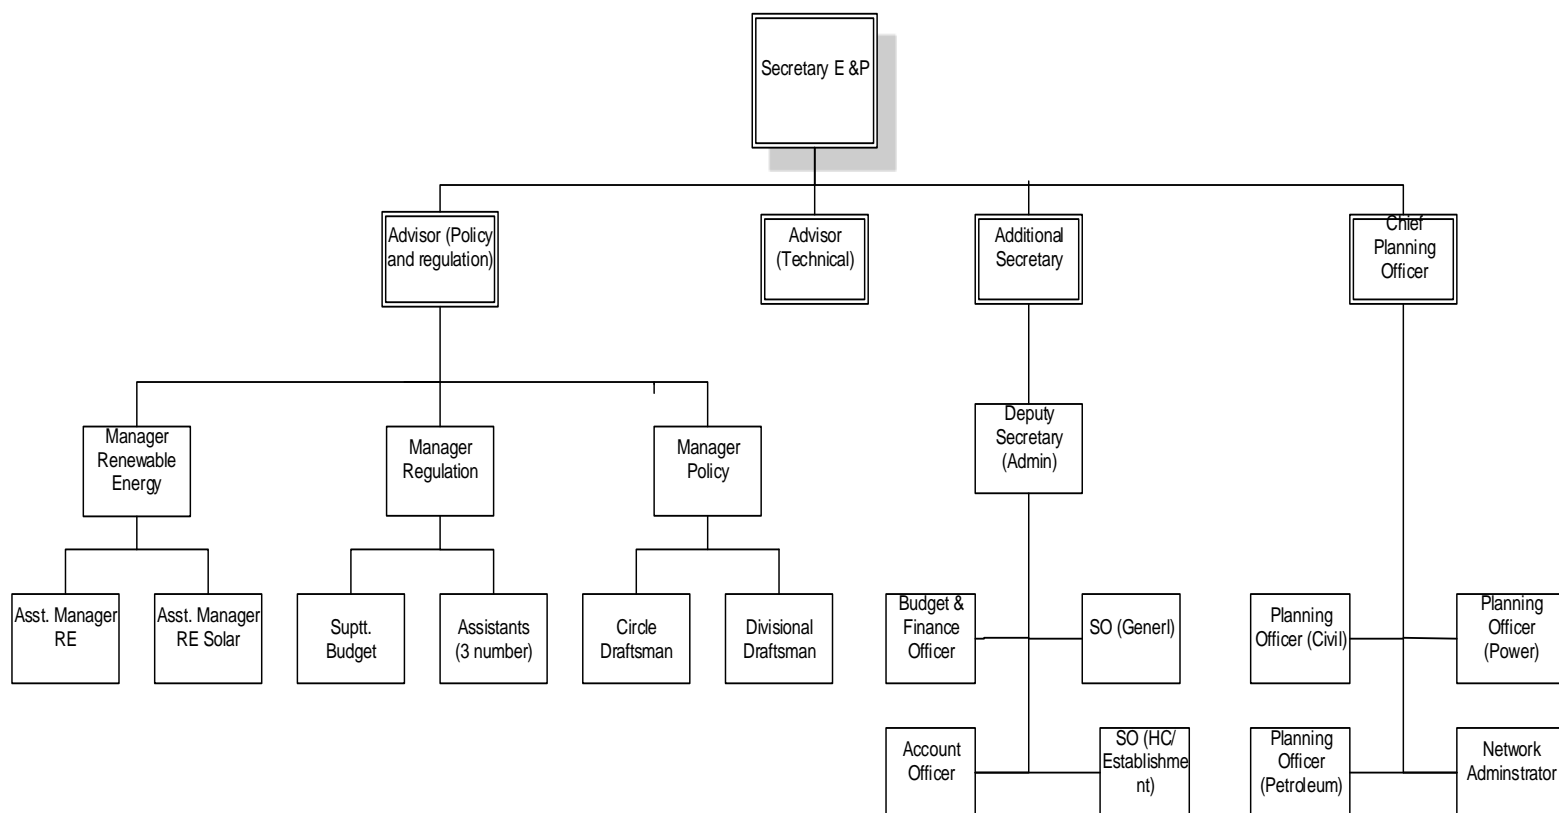 Secretary E &P
Advisor (Policy
and regulation)
Advisor
(Technical)
Additional
Secretary
Chief
Planning
Officer
Manager
Renewable
Energy
Manager
Regulation
Manager
Policy
Deputy
Secretary
(Admin)
Asst. Manager
RE
Asst. Manager
RE Solar
Suptt.
Budget
Assistants
(3 number)
Circle
Draftsman
Divisional
Draftsman
Budget &
Finance
Officer
SO (Generl)
Planning
Officer (Civil)
Planning
Officer
(Power)
Account
Officer
SO (HC/
Establishme
nt)
Planning
Officer
(Petroleum)
Network
Adminstrator